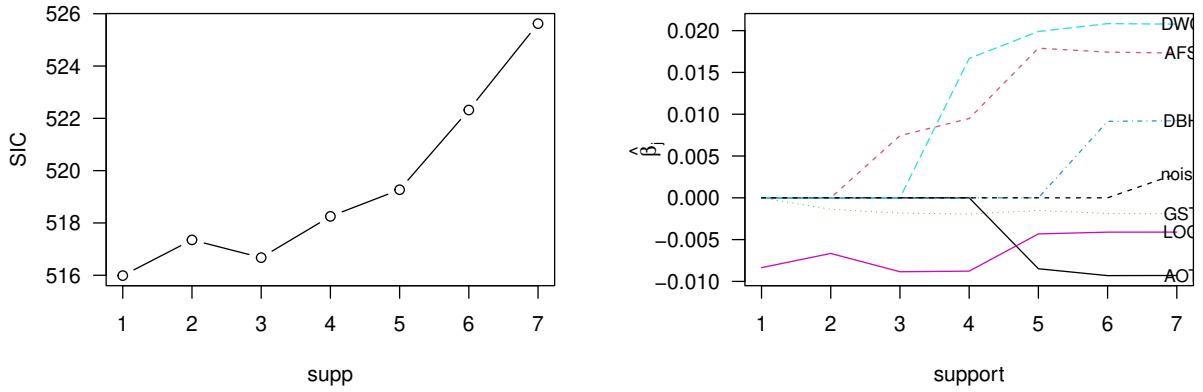 526
524
522
520
518
516
SIC
1 2 3 4 5 6 7
supp
0.020
0.015
0.010
0.005
0.000
−0.005
−0.010
β̂j
1 2 3 4 5 6 7
support
AFS
DBH
nois
GST
LOC
AOT